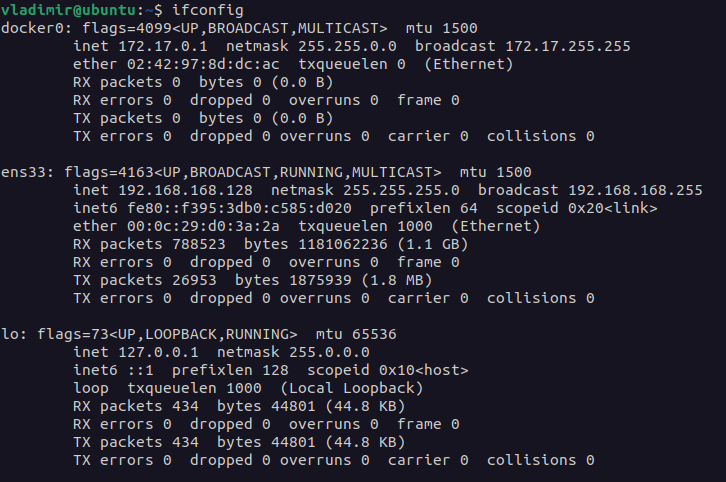 vladimir@ubuntu:~$ ifconfig
docker0: flags=4099<UP,BROADCAST,MULTICAST>  mtu 1500
        inet 172.17.0.1  netmask 255.255.0.0  broadcast 172.17.255.255
        ether 02:42:97:8d:dc:ac  txqueuelen 0  (Ethernet)
        RX packets 0  bytes 0 (0.0 B)
        RX errors 0  dropped 0  overruns 0  frame 0
        TX packets 0  bytes 0 (0.0 B)
        TX errors 0  dropped 0 overruns 0  carrier 0  collisions 0

ens33: flags=4163<UP,BROADCAST,RUNNING,MULTICAST>  mtu 1500
        inet 192.168.168.128  netmask 255.255.255.0  broadcast 192.168.168.255
        inet6 fe80::f395:3db0:c585:d020  prefixlen 64  scopeid 0x20<link>
        ether 00:0c:29:d0:3a:2a  txqueuelen 1000  (Ethernet)
        RX packets 788523  bytes 1181062236 (1.1 GB)
        RX errors 0  dropped 0  overruns 0  frame 0
        TX packets 26953  bytes 1875939 (1.8 MB)
        TX errors 0  dropped 0 overruns 0  carrier 0  collisions 0

lo: flags=73<UP,LOOPBACK,RUNNING>  mtu 65536
        inet 127.0.0.1  netmask 255.0.0.0
        inet6 ::1  prefixlen 128  scopeid 0x10<host>
        loop  txqueuelen 1000  (Local Loopback)
        RX packets 434  bytes 44801 (44.8 KB)
        RX errors 0  dropped 0  overruns 0  frame 0
        TX packets 434  bytes 44801 (44.8 KB)
        TX errors 0  dropped 0 overruns 0  carrier 0  collisions 0